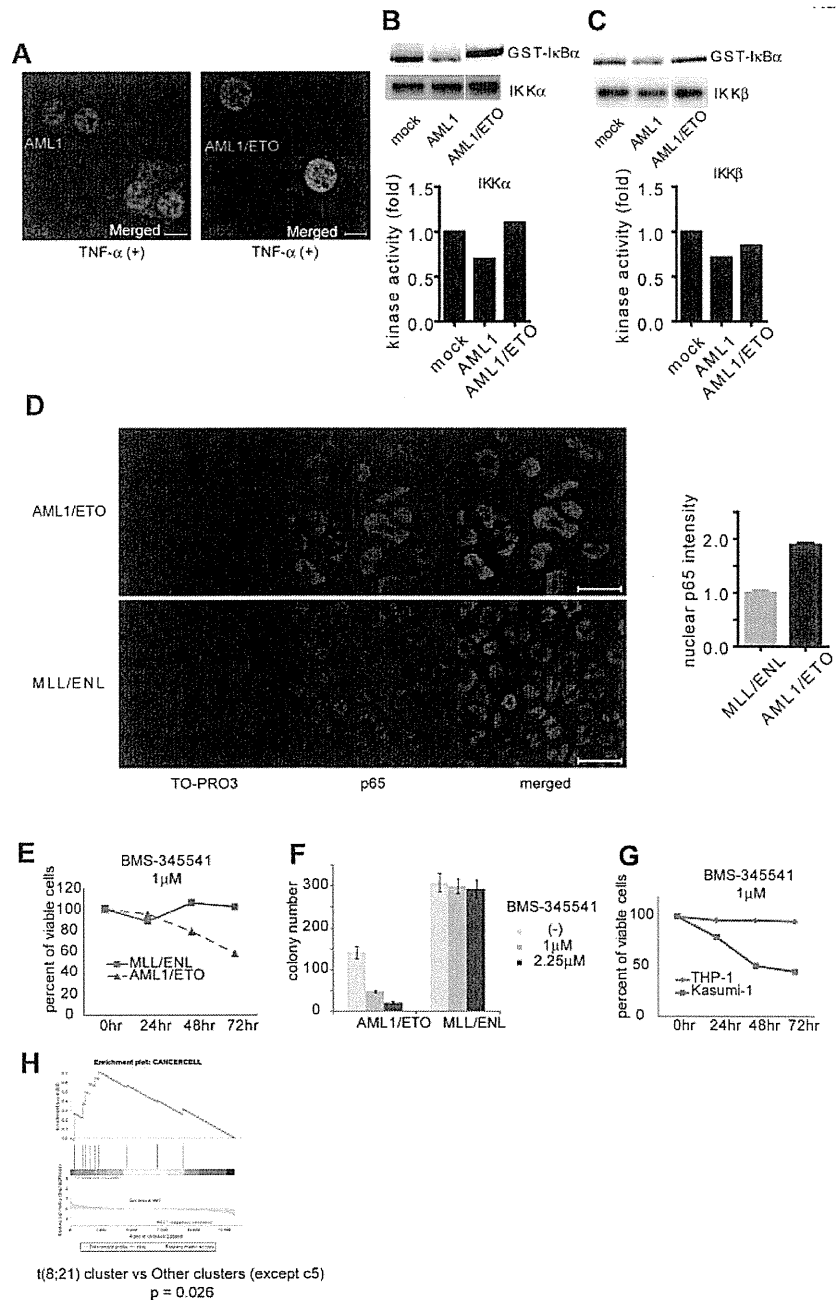 A
AML1
Merged
TNF-α (+)
AML1/ETO
Merged
TNF-α (+)
B
GST-IκBα
IKKα
mock
AML1
AML1/ETO
IKKα
kinase activity (fold)
1.5
1.0
0.5
0.0
mock
AML1
AML1/ETO
C
GST-IκBα
IKKβ
mock
AML1
AML1/ETO
IKKβ
kinase activity (fold)
1.5
1.0
0.5
0.0
mock
AML1
AML1/ETO
D
AML1/ETO
MLL/ENL
TO-PRO3 p65 merged
nuclear p65 intensity
2.0
1.0
0.0
MLL/ENL
AML1/ETO
E
BMS-345541
1μM
percent of viable cells
120
100
80
60
40
20
0
MLL/ENL
AML1/ETO
0hr 24hr 48hr 72hr
F
colony number
300
150
0
AML1/ETO MLL/ENL
BMS-345541
(-)
1μM
2.25μM
G
BMS-345541
1μM
percent of viable cells
100
50
0
THP-1
Kasumi-1
0hr 24hr 48hr 72hr
H
Enrichment plot: CANCERCELL
t(8;21) cluster vs Other clusters (except c5)
p = 0.026